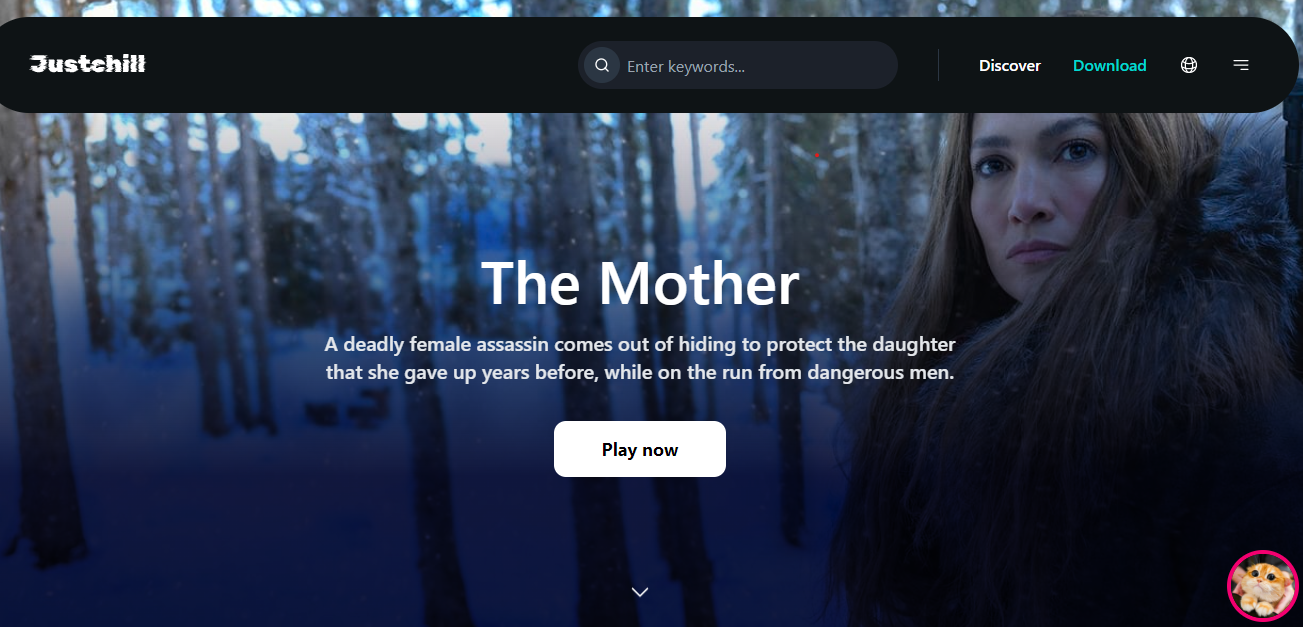 Justchill
Enter keywords...
Discover
Download
The Mother
A deadly female assassin comes out of hiding to protect the daughter
that she gave up years before, while on the run from dangerous men.
Play now